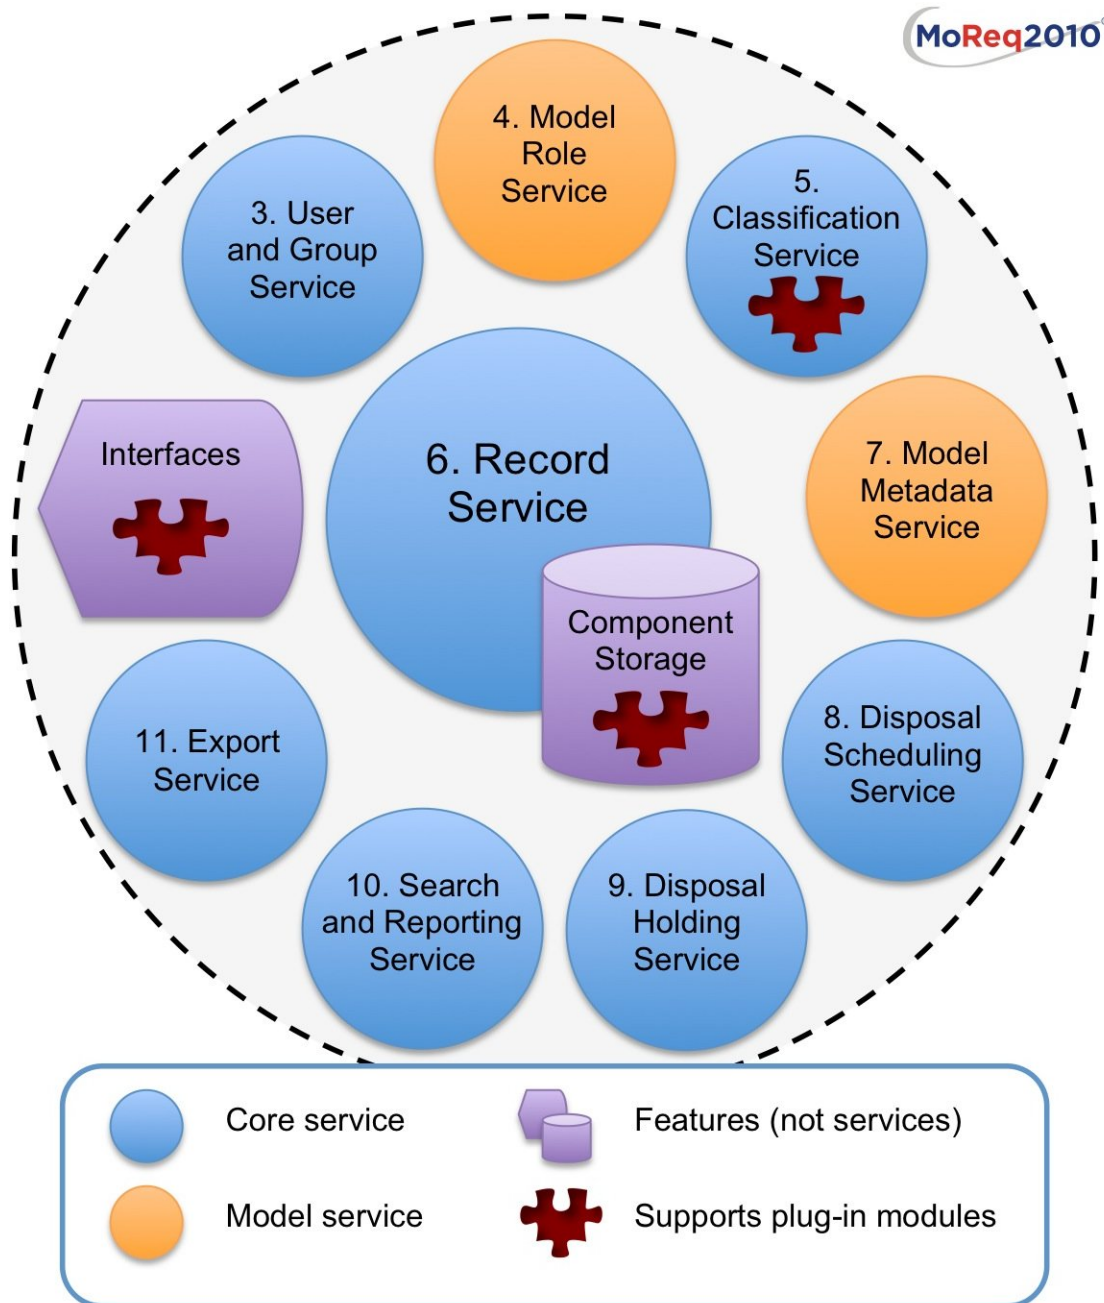 MoReq2010
4. Model
Role
Service
3. User
and Group
Service
5.
Classification
Service
Interfaces
6. Record
Service
7. Model
Metadata
Service
Component
Storage
11. Export
Service
8. Disposal
Scheduling
Service
10. Search
and Reporting
Service
9. Disposal
Holding
Service
Core service
Features (not services)
Model service
Supports plug-in modules